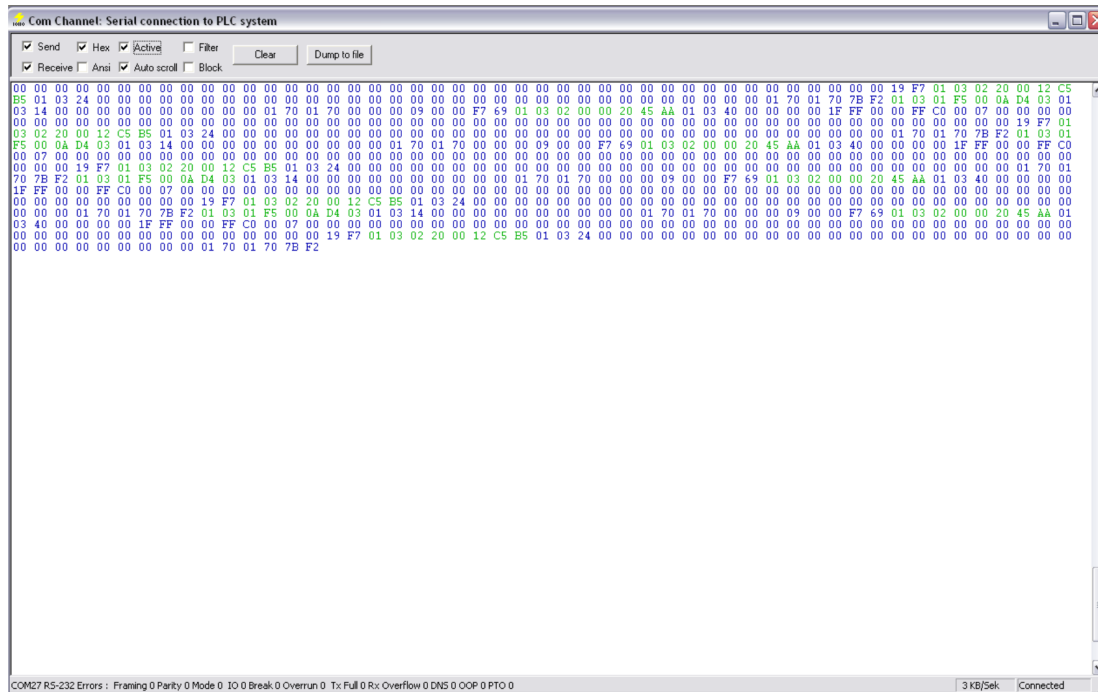 Com Channel: Serial connection to PLC system
Send Hex Active Filter Clear Dump to file
Receive Ansi Auto scroll Block
00 00 00 00 00 00 00 00 00 00 00 00 00 00 00 00 00 00 00 00 00 00 00 00 00 00 00 00 00 00 00 00 00 00 00 00 00 00 00 00 00 00 19 F7 01 03 02 20 00 12 C5
B5 01 03 24 00 00 00 00 00 00 00 00 00 00 00 00 00 00 00 00 00 00 00 00 00 00 00 00 00 00 00 00 00 00 00 00 01 70 01 70 7B F2 01 03 01 F5 00 0A D4 03 01
03 14 00 00 00 00 00 00 00 00 00 00 01 70 01 70 00 00 00 09 00 00 F7 69 01 03 02 00 00 20 45 AA 01 03 40 00 00 00 00 1F FF 00 00 FF C0 00 07 00 00 00 00
00 00 00 00 00 00 00 00 00 00 00 00 00 00 00 00 00 00 00 00 00 00 00 00 00 00 00 00 00 00 00 00 00 00 00 00 00 00 00 00 00 00 00 00 00 00 00 00 19 F7 01
03 02 20 00 12 C5 B5 01 03 24 00 00 00 00 00 00 00 00 00 00 00 00 00 00 00 00 00 00 00 00 00 00 00 00 00 00 00 00 00 00 00 00 01 70 01 70 7B F2 01 03 01
F5 00 0A D4 03 01 03 14 00 00 00 00 00 00 00 00 00 00 01 70 01 70 00 00 00 09 00 00 F7 69 01 03 02 00 00 20 45 AA 01 03 40 00 00 00 00 1F FF 00 00 FF C0
00 07 00 00 00 00 00 00 00 00 00 00 00 00 00 00 00 00 00 00 00 00 00 00 00 00 00 00 00 00 00 00 00 00 00 00 00 00 00 00 00 00 00 00 00 00 00 00 00 00 00
00 00 00 19 F7 01 03 02 20 00 12 C5 B5 01 03 24 00 00 00 00 00 00 00 00 00 00 00 00 00 00 00 00 00 00 00 00 00 00 00 00 00 00 00 00 00 00 00 00 01 70 01
70 7B F2 01 03 01 F5 00 0A D4 03 01 03 14 00 00 00 00 00 00 00 00 00 00 01 70 01 70 00 00 00 09 00 00 F7 69 01 03 02 00 00 20 45 AA 01 03 40 00 00 00 00
1F FF 00 00 FF C0 00 07 00 00 00 00 00 00 00 00 00 00 00 00 00 00 00 00 00 00 00 00 00 00 00 00 00 00 00 00 00 00 00 00 00 00 00 00 00 00 00 00 00 00 00
00 00 00 00 00 00 00 00 00 19 F7 01 03 02 20 00 12 C5 B5 01 03 24 00 00 00 00 00 00 00 00 00 00 00 00 00 00 00 00 00 00 00 00 00 00 00 00 00 00 00 00 00
00 00 00 01 70 01 70 7B F2 01 03 01 F5 00 0A D4 03 01 03 14 00 00 00 00 00 00 00 00 00 00 01 70 01 70 00 00 00 09 00 00 F7 69 01 03 02 00 00 20 45 AA 01
03 40 00 00 00 00 1F FF 00 00 FF C0 00 07 00 00 00 00 00 00 00 00 00 00 00 00 00 00 00 00 00 00 00 00 00 00 00 00 00 00 00 00 00 00 00 00 00 00 00 00 00
00 00 00 00 00 00 00 00 00 00 00 00 00 00 00 19 F7 01 03 02 20 00 12 C5 B5 01 03 24 00 00 00 00 00 00 00 00 00 00 00 00 00 00 00 00 00 00 00 00 00 00 00
00 00 00 00 00 00 00 00 00 01 70 01 70 7B F2
COM27 RS-232 Errors : Framing 0 Parity 0 Mode 0 IO 0 Break 0 Overrun 0 Tx Full 0 Rx Overflow 0 DNS 0 OOP 0 PTO 0 3 KB/Sek Connected